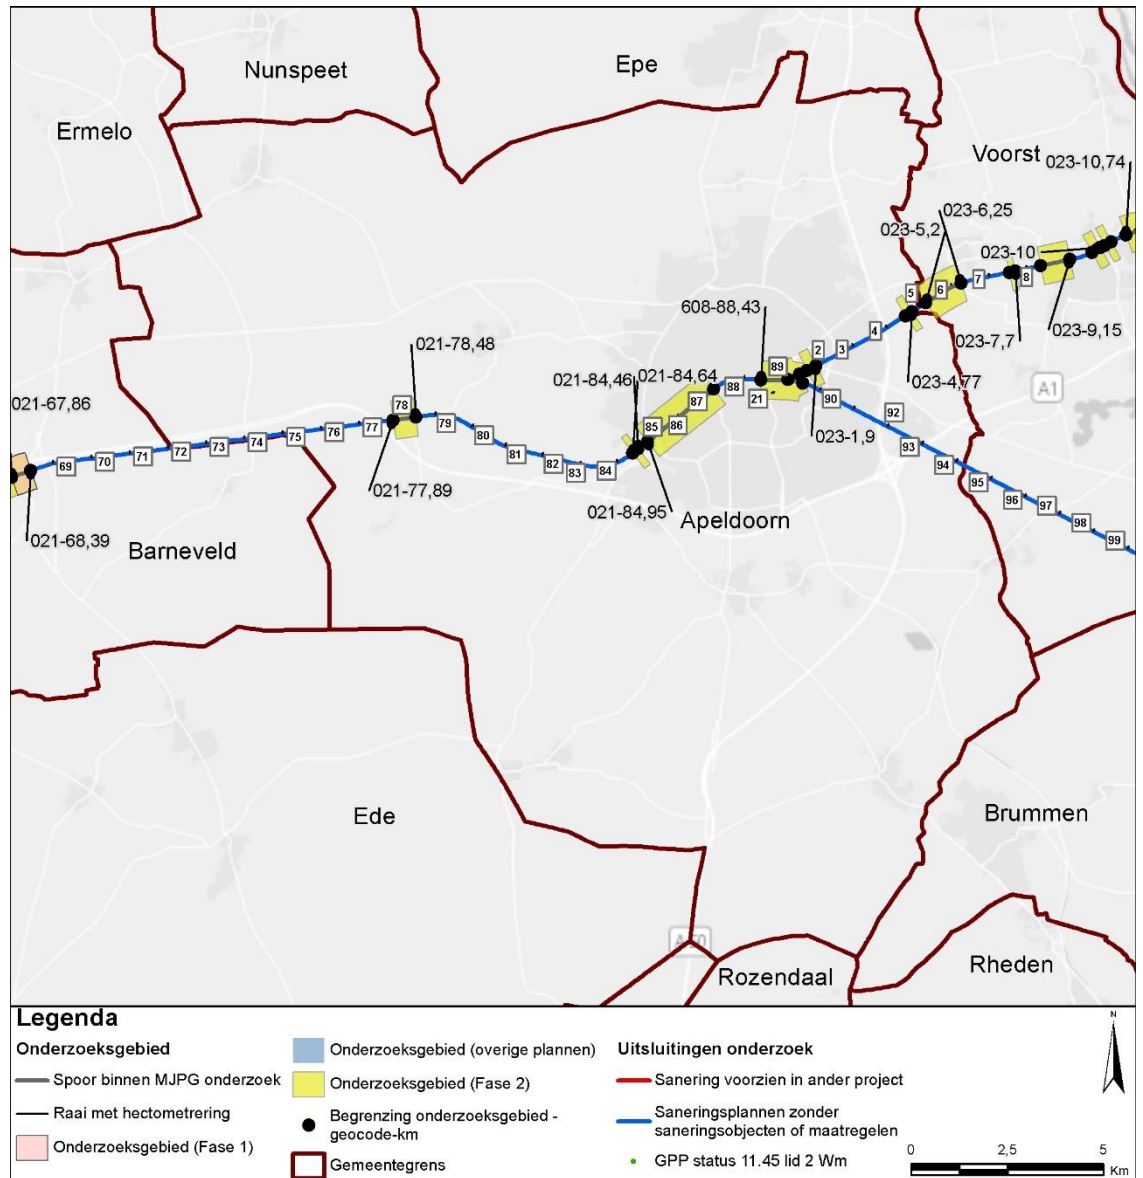 Nunspeet
Epe
Ermelo
Voorst
023-10,74
023-6,25
023-5,2
023-10
7
8
6
5
608-88,43
4
023-7,7
023-9,15
2
3
021-78,48
89
023-4,77
A1
021-84,46
021-84,64
88
87
21
90
021-67,86
78
85
86
92
79
77
76
75
80
74
73
72
71
70
69
81
82
83
84
93
023-1,9
94
95
96
97
98
99
021-77,89
021-84,95
Apeldoorn
021-68,39
Barneveld
Ede
Brummen
Rozendaal
Rheden
Legenda
Onderzoeksgebied
Spoor binnen MJPG onderzoek
Raai met hectometrering
Onderzoeksgebied (Fase 1)
Onderzoeksgebied (overige plannen)
Onderzoeksgebied (Fase 2)
Begrenzing onderzoeksgebied -
geocode-km
Gemeentegrens
Uitsluitingen onderzoek
Sanering voorzien in ander project
Saneringsplannen zonder
saneringsobjecten of maatregelen
GPP status 11.45 lid 2 Wm
N
0 2,5 5
Km